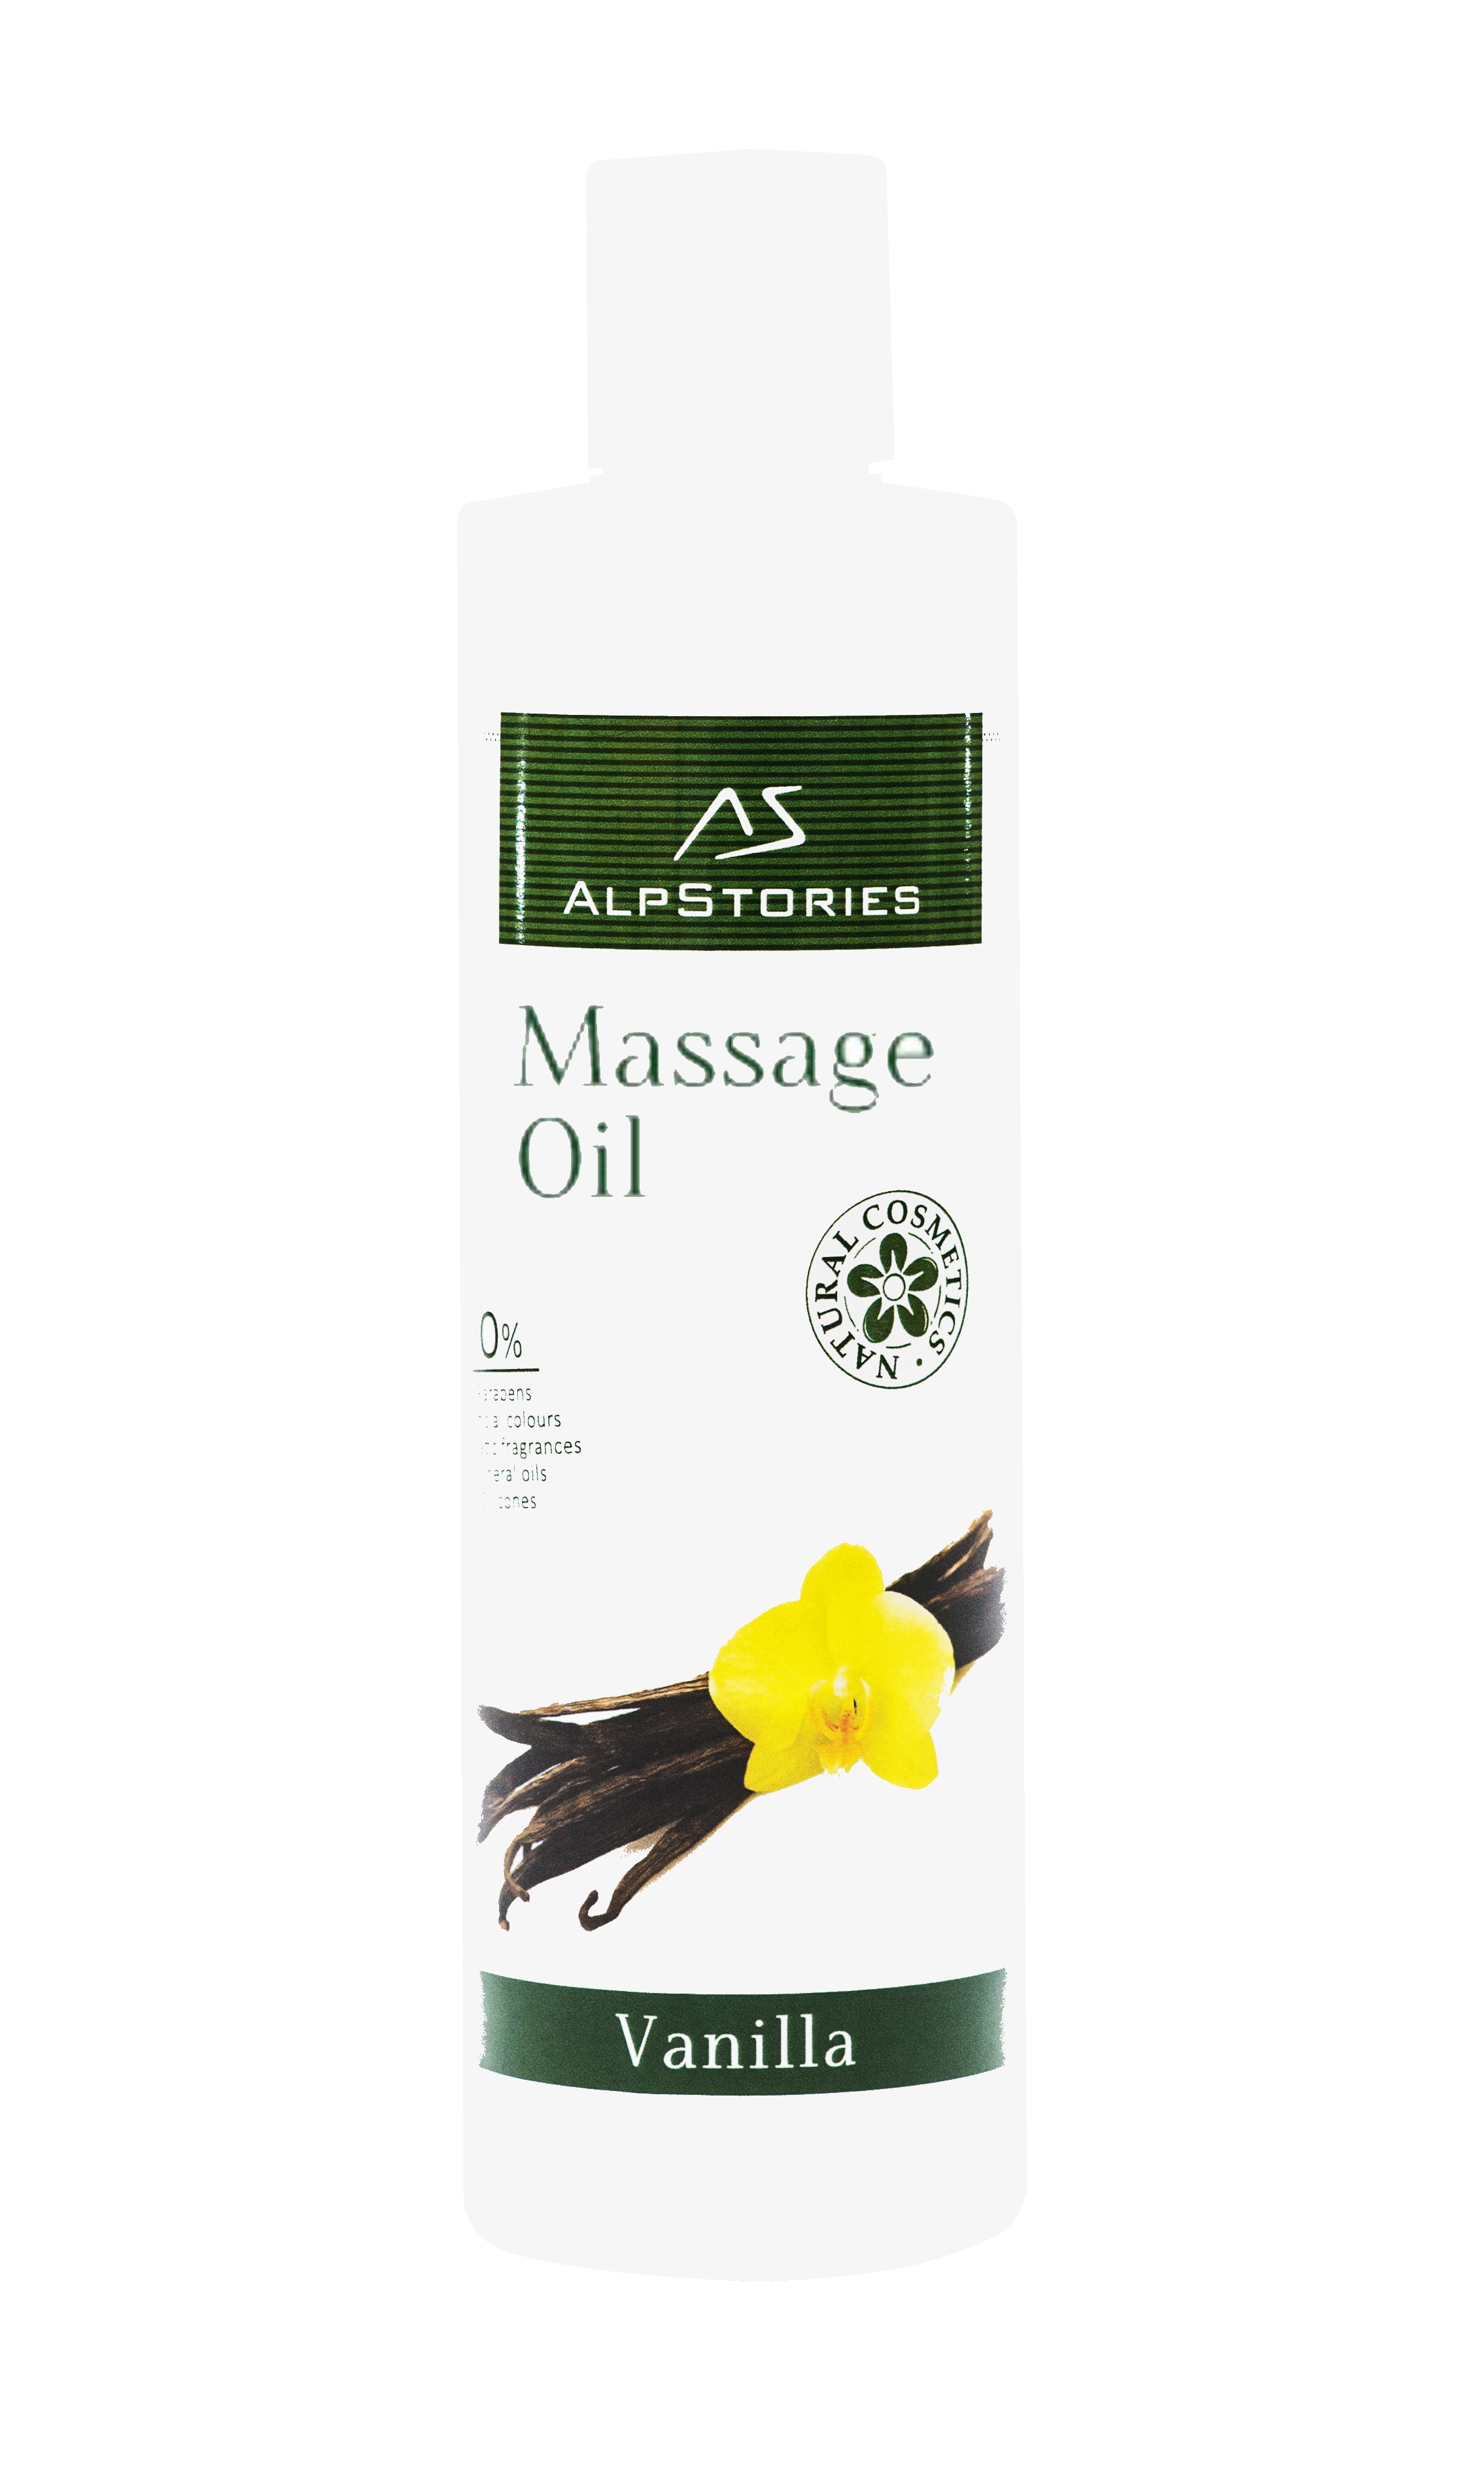 AS
ALPSTORIES
Massage
Oil
NATURAL COSMETICS •
0%
colours
fragrances
oils
Vanilla